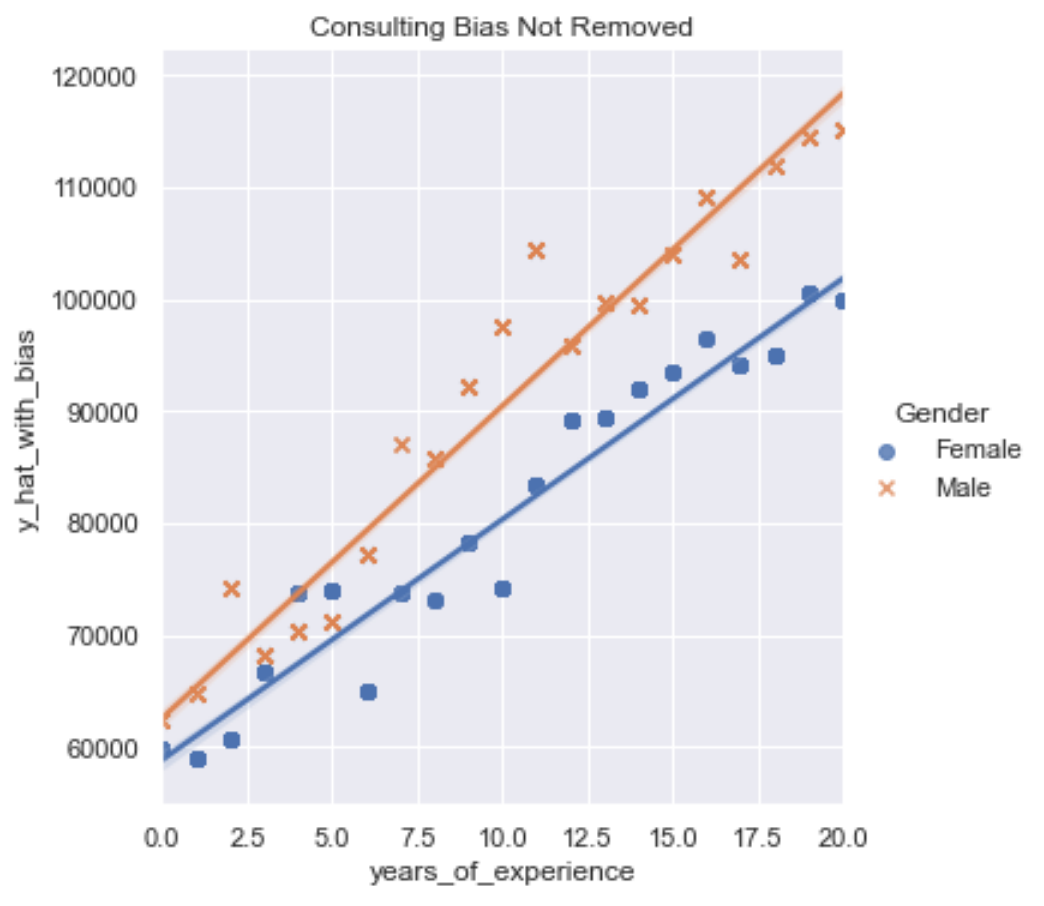 Consulting Bias Not Removed
120000
110000
100000
90000
80000
70000
60000
y_hat_with_bias
0.0 2.5 5.0 7.5 10.0 12.5 15.0 17.5 20.0
years_of_experience
Gender
Female
Male